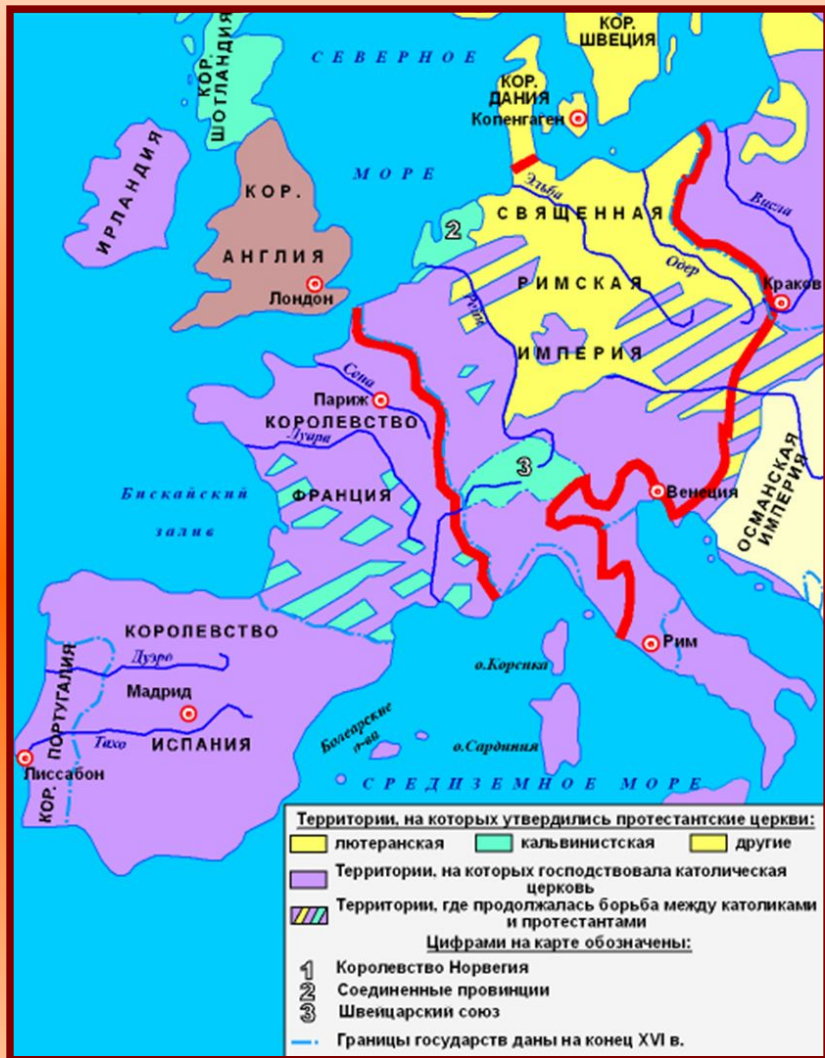 КОР.
ШВЕЦИЯ
СЕВЕРНОЕ
КОР.
ШОТЛАНДИЯ
КОР.
ДАНИЯ
Копенгаген
МОРЕ
ИРЛАНДИЯ
КОР.
АНГЛИЯ
Лондон
2
Эльба
СВЯЩЕННАЯ
Висла
Одер
РИМСКАЯ
Краков
Рейн
ИМПЕРИЯ
Сена
Париж
КОРОЛЕВСТВО
Луара
ФРАНЦИЯ
3
Венеция
ОСМАНСКАЯ
ИМПЕРИЯ
Бискайский
залив
КОРОЛЕВСТВО
Дуэро
Мадрид
ИСПАНИЯ
Тахо
КОР. ПОРТУГАЛИЯ
Лиссабон
о.Корсика
Рим
Болеарские
о-ва
о.Сардиния
СРЕДИЗЕМНОЕ МОРЕ
Территории, на которых утвердились протестантские церкви:
лютеранская кальвинистская другие
Территории, на которых господствовала католическая
церковь
Территории, где продолжалась борьба между католиками
и протестантами
Цифрами на карте обозначены:
1 Королевство Норвегия
2 Соединенные провинции
3 Швейцарский союз
Границы государств даны на конец XVI в.